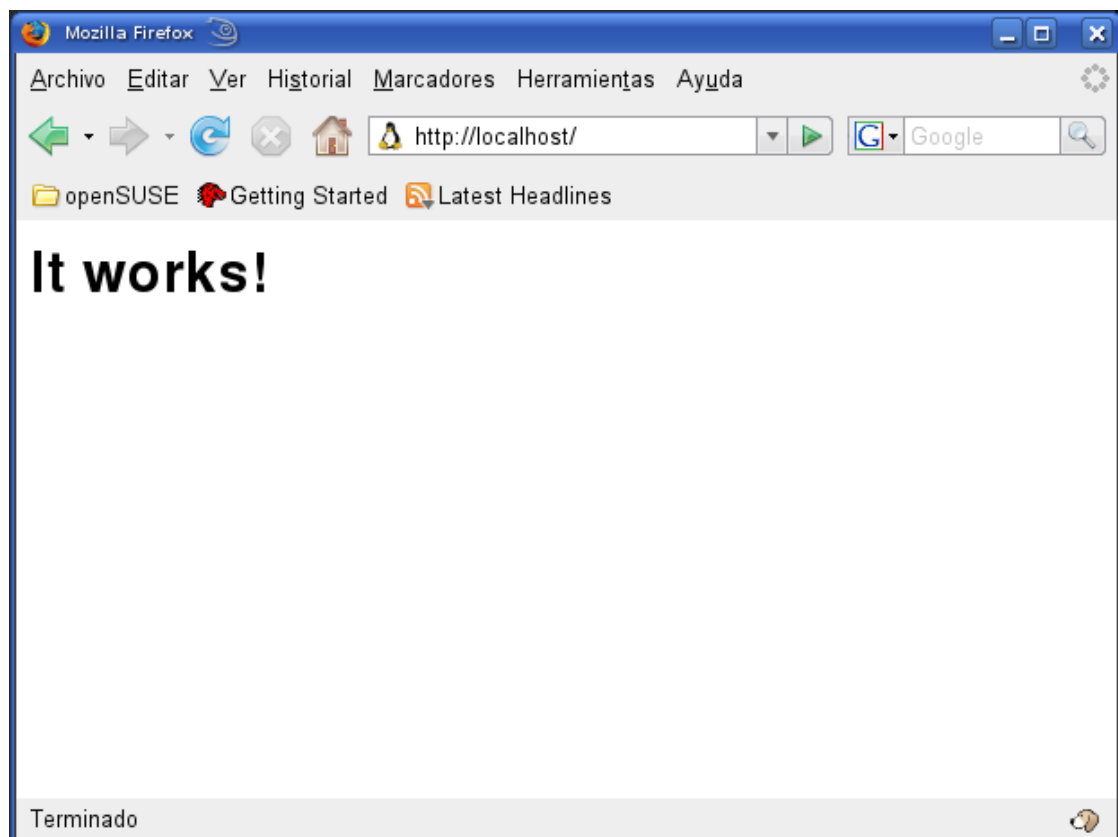 Mozilla Firefox
Archivo Editar Ver Historial Marcadores Herramientas Ayuda
http://localhost/ G Google
openSUSE Getting Started Latest Headlines
It works!
Terminado